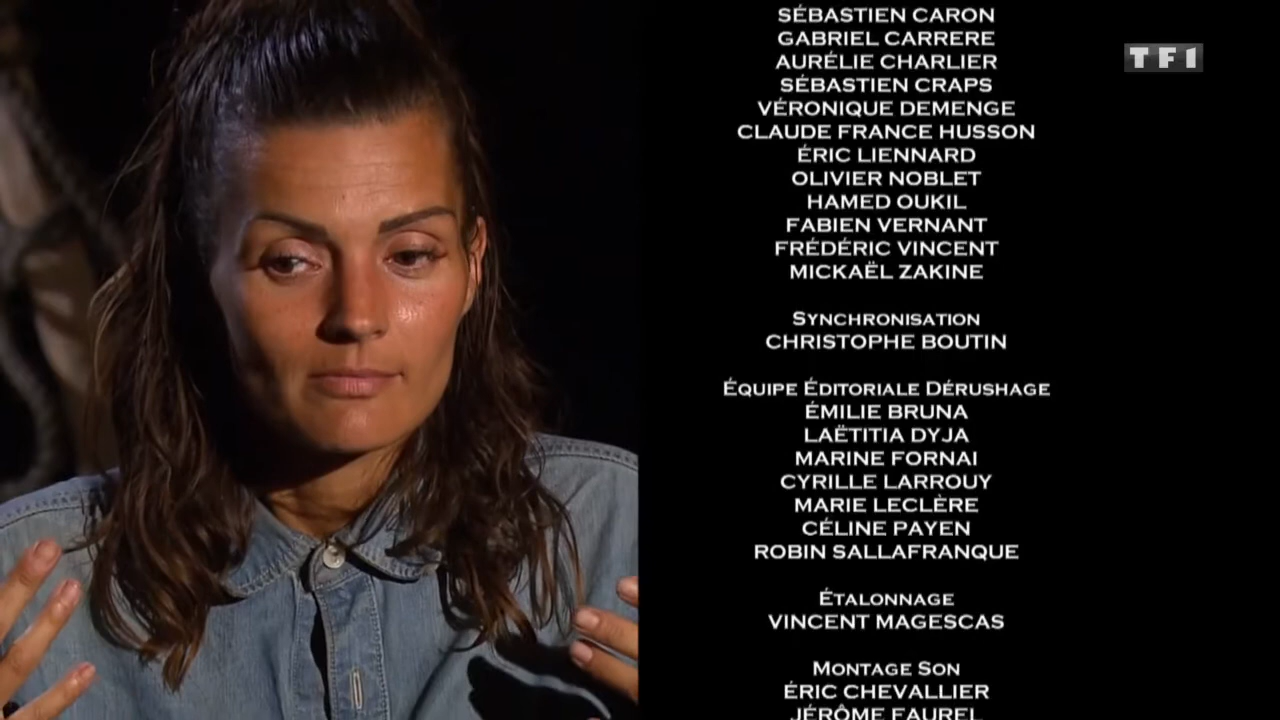 SÉBASTIEN CARON
GABRIEL CARRERE
AURÉLIE CHARLIER
SÉBASTIEN CRAPS
VÉRONIQUE DEMENGE
CLAUDE FRANCE HUSSON
ÉRIC LIENNARD
OLIVIER NOBLET
HAMED OUKIL
FABIEN VERNANT
FRÉDÉRIC VINCENT
MICKAËL ZAKINE
SYNCHRONISATION
CHRISTOPHE BOUTIN
ÉQUIPE ÉDITORIALE DÉRUSHAGE
ÉMILIE BRUNA
LAËTITIA DYJA
MARINE FORNAI
CYRILLE LARROUY
MARIE LECLÈRE
CÉLINE PAYEN
ROBIN SALLAFRANQUE
ÉTALONNAGE
VINCENT MAGESCAS
MONTAGE SON
ÉRIC CHEVALLIER
JÉRÔME FAUREL
TF1